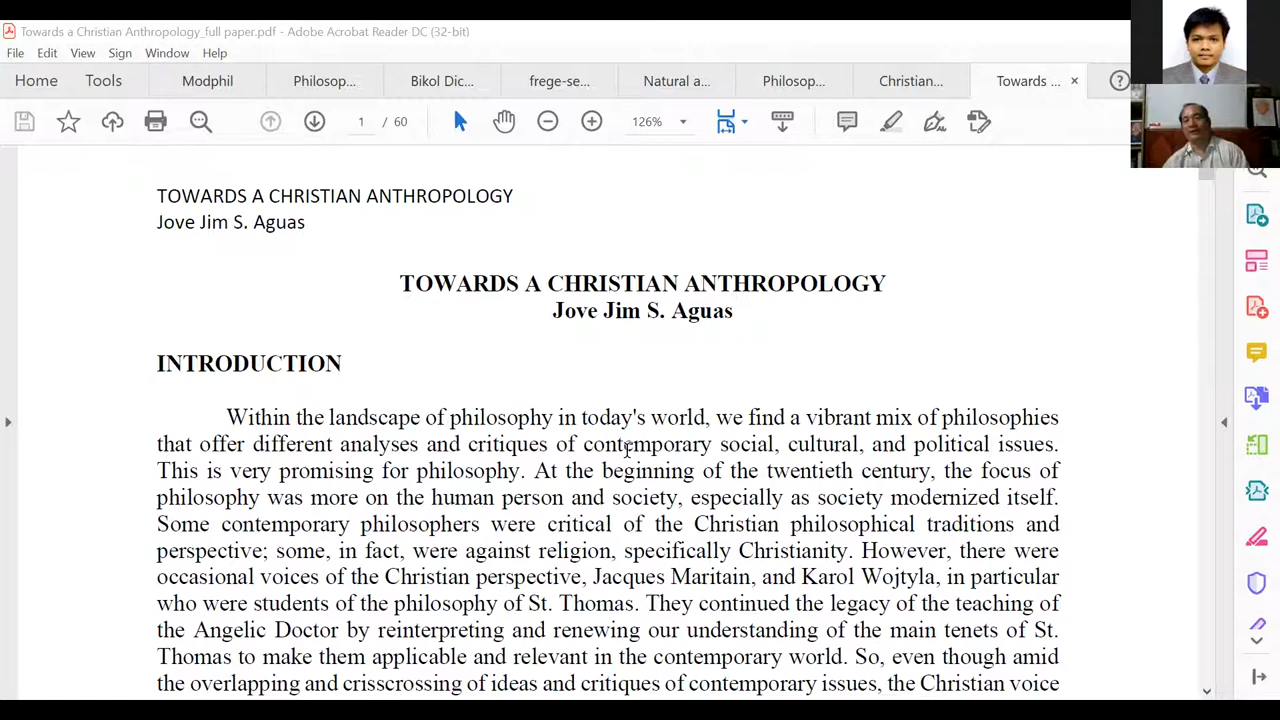 Towards a Christian Anthropology_full paper.pdf - Adobe Acrobat Reader DC (32-bit)
File Edit View Sign Window Help
Home Tools Modphil Philosop... Bikol Dic... frege-se... Natural a... Philosop... Christian... Towards ... ×
1 / 60 126%
TOWARDS A CHRISTIAN ANTHROPOLOGY
Jove Jim S. Aguas
TOWARDS A CHRISTIAN ANTHROPOLOGY
Jove Jim S. Aguas
INTRODUCTION
Within the landscape of philosophy in today's world, we find a vibrant mix of philosophies
that offer different analyses and critiques of contemporary social, cultural, and political issues.
This is very promising for philosophy. At the beginning of the twentieth century, the focus of
philosophy was more on the human person and society, especially as society modernized itself.
Some contemporary philosophers were critical of the Christian philosophical traditions and
perspective; some, in fact, were against religion, specifically Christianity. However, there were
occasional voices of the Christian perspective, Jacques Maritain, and Karol Wojtyla, in particular
who were students of the philosophy of St. Thomas. They continued the legacy of the teaching of
the Angelic Doctor by reinterpreting and renewing our understanding of the main tenets of St.
Thomas to make them applicable and relevant in the contemporary world. So, even though amid
the overlapping and crisscrossing of ideas and critiques of contemporary issues, the Christian voice